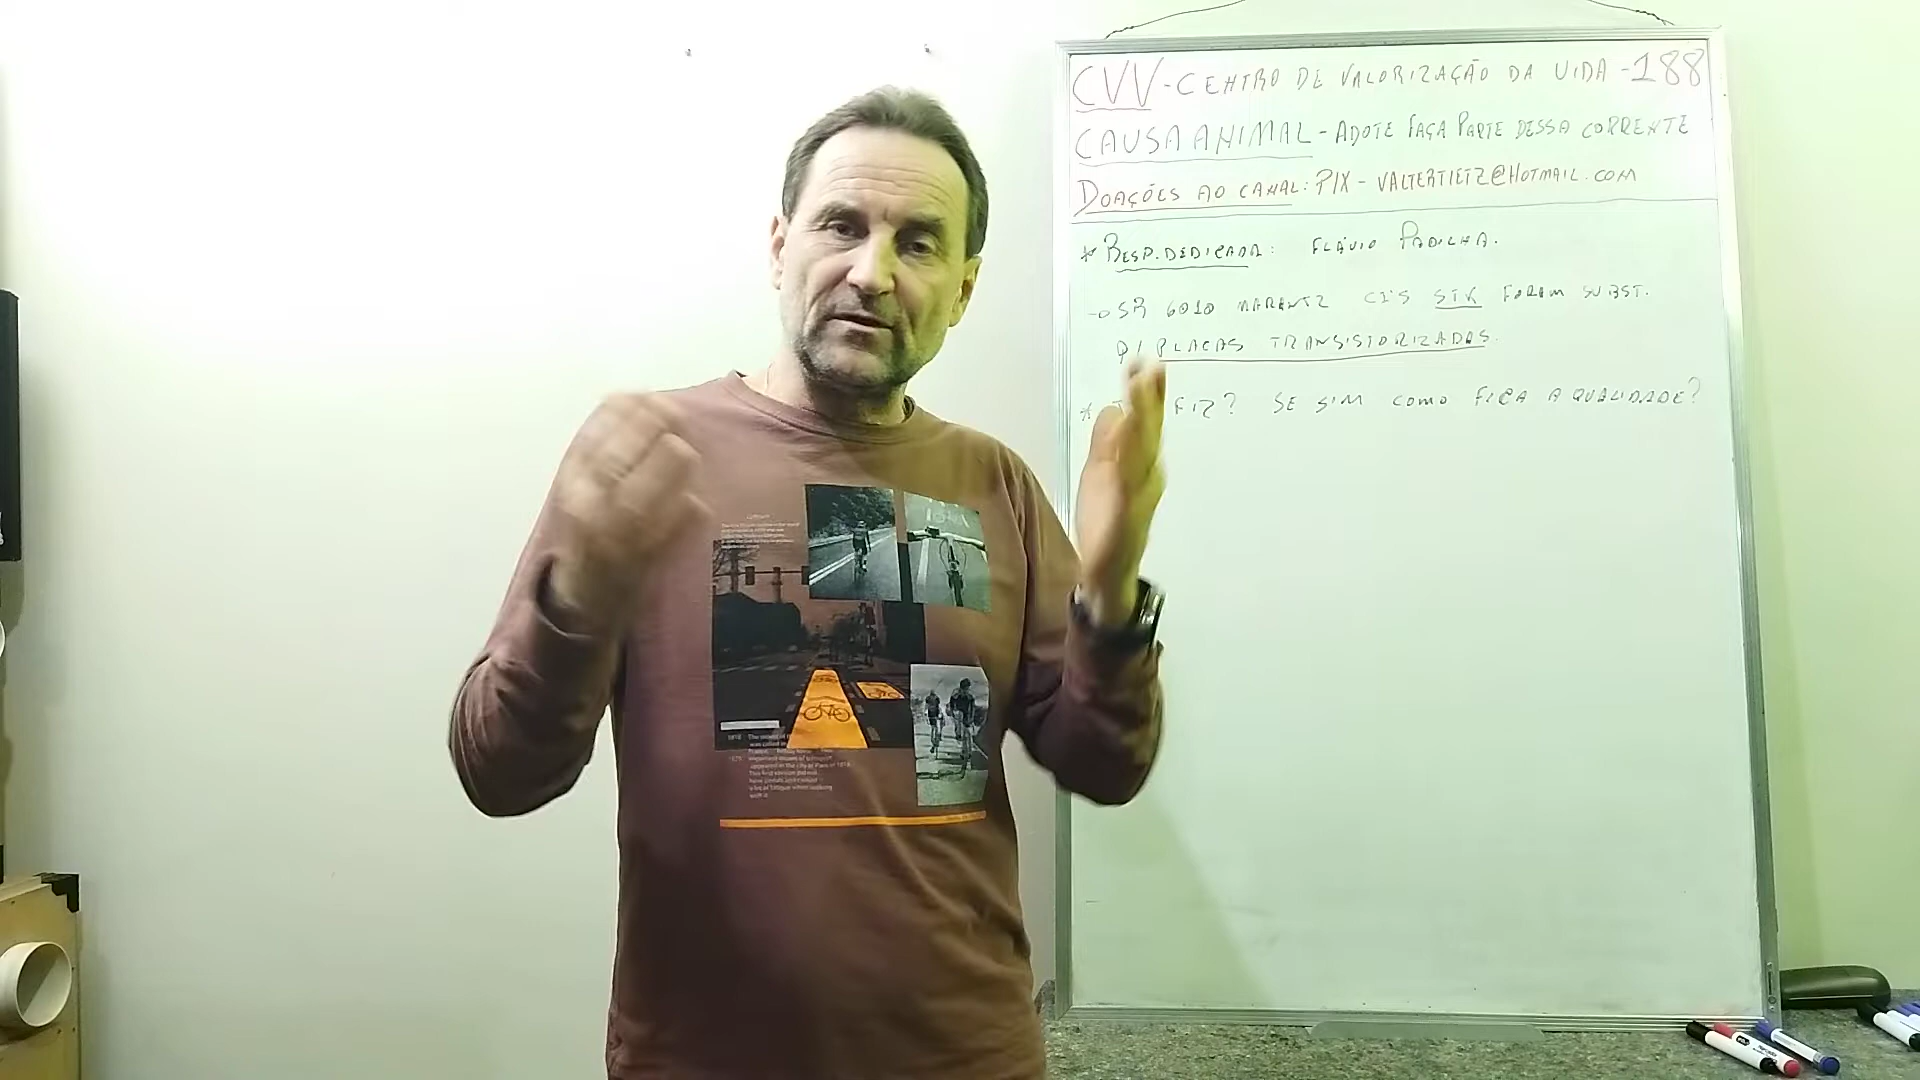 CVV - CENTRO DE VALORIZAÇÃO DA VIDA - 188
CAUSA ANIMAL - ADOTE FAÇA PARTE DESSA CORRENTE
DOAÇÕES AO CANAL: PIX - VALTERTIETZ@HOTMAIL.COM
* RESP. DEDICADA: FLÁVIO PADILHA.
→ SR 6010 MARANTZ CI'S STK FORAM SUBST.
P/ PLACAS TRANSISTORIZADAS.
* FIZ? SE SIM COMO FICA A QUALIDADE?